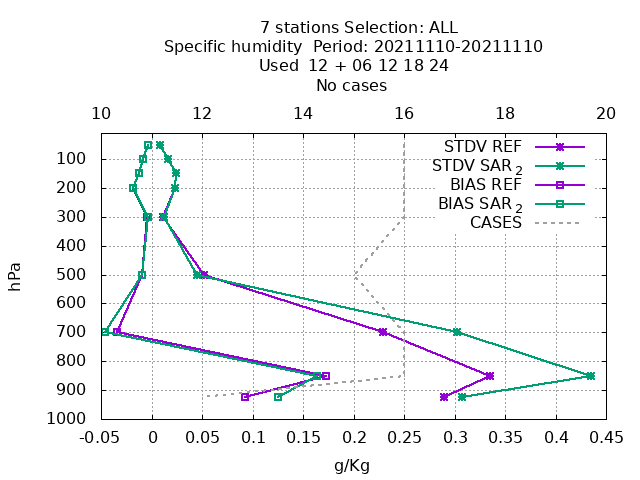 7 stations Selection: ALL
Specific humidity  Period: 20211110-20211110
Used  12 + 06 12 18 24
No cases
10 12 14 16 18 20
STDV REF
STDV SAR 2
BIAS REF
BIAS SAR 2
CASES
100
200
300
400
500
600
700
800
900
1000
hPa
-0.05 0 0.05 0.1 0.15 0.2 0.25 0.3 0.35 0.4 0.45
g/Kg